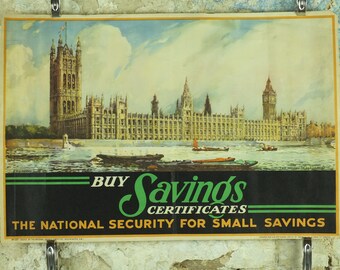 BUY Savings
CERTIFICATES
THE NATIONAL SECURITY FOR SMALL SAVINGS